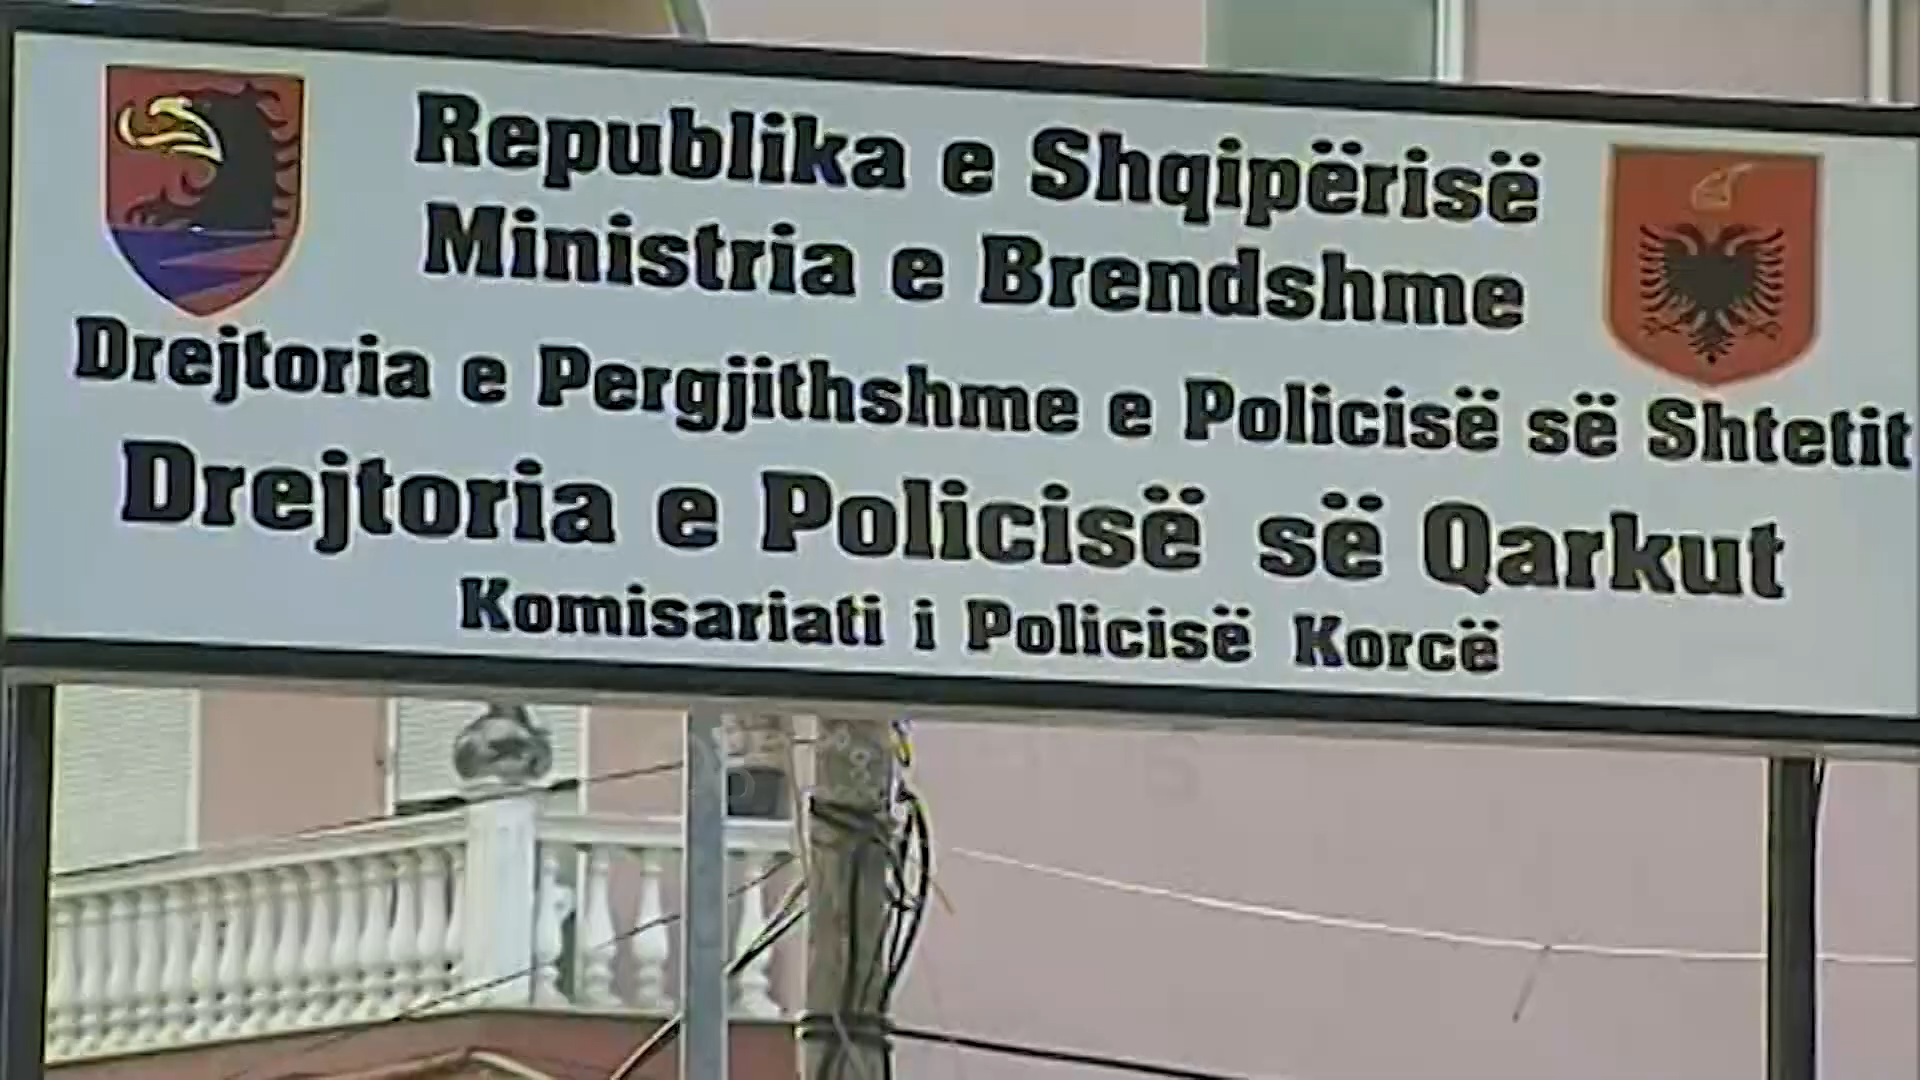 Republika e Shqipërisë
Ministria e Brendshme
Drejtoria e Pergjithshme e Policisë së Shtetit
Drejtoria e Policisë së Qarkut
Komisariati i Policisë Korcë